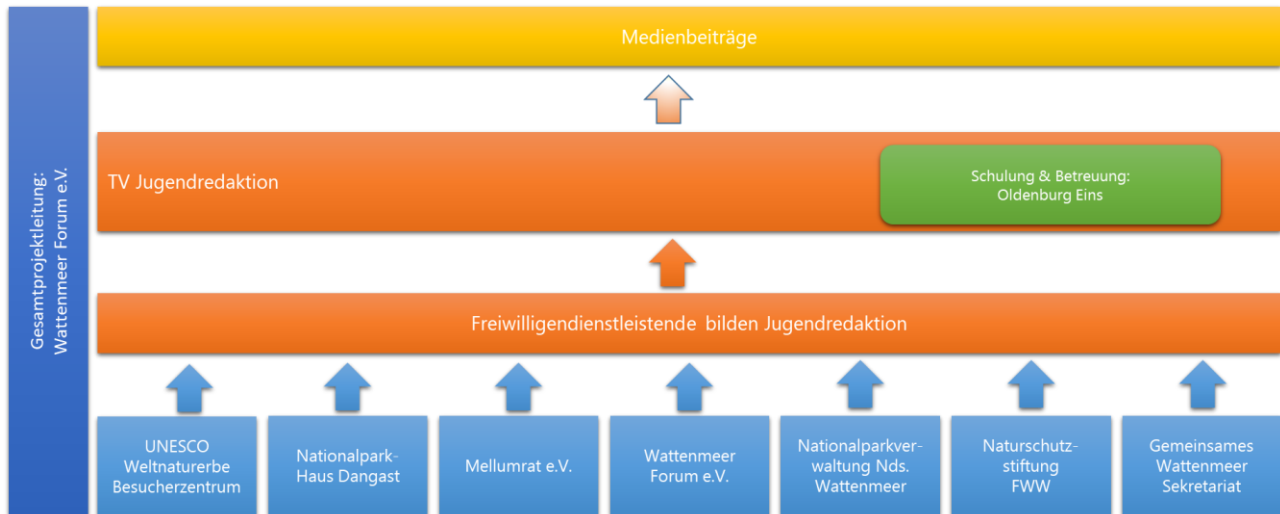 Gesamtprojektleitung:
Wattenmeer Forum e.V.
Medienbeiträge
TV Jugendredaktion
Schulung & Betreuung:
Oldenburg Eins
Freiwilligendienstleistende bilden Jugendredaktion
UNESCO
Weltnaturerbe
Besucherzentrum
Nationalpark-
Haus Dangast
Mellumrat e.V.
Wattenmeer
Forum e.V.
Nationalparkver-
waltung Nds.
Wattenmeer
Naturschutz-
stiftung
FWW
Gemeinsames
Wattenmeer
Sekretariat